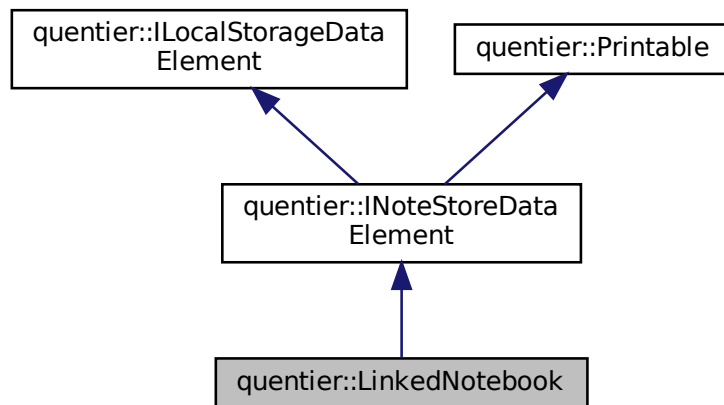 quentier::ILocalStorageData
Element
quentier::Printable
quentier::INoteStoreData
Element
quentier::LinkedNotebook